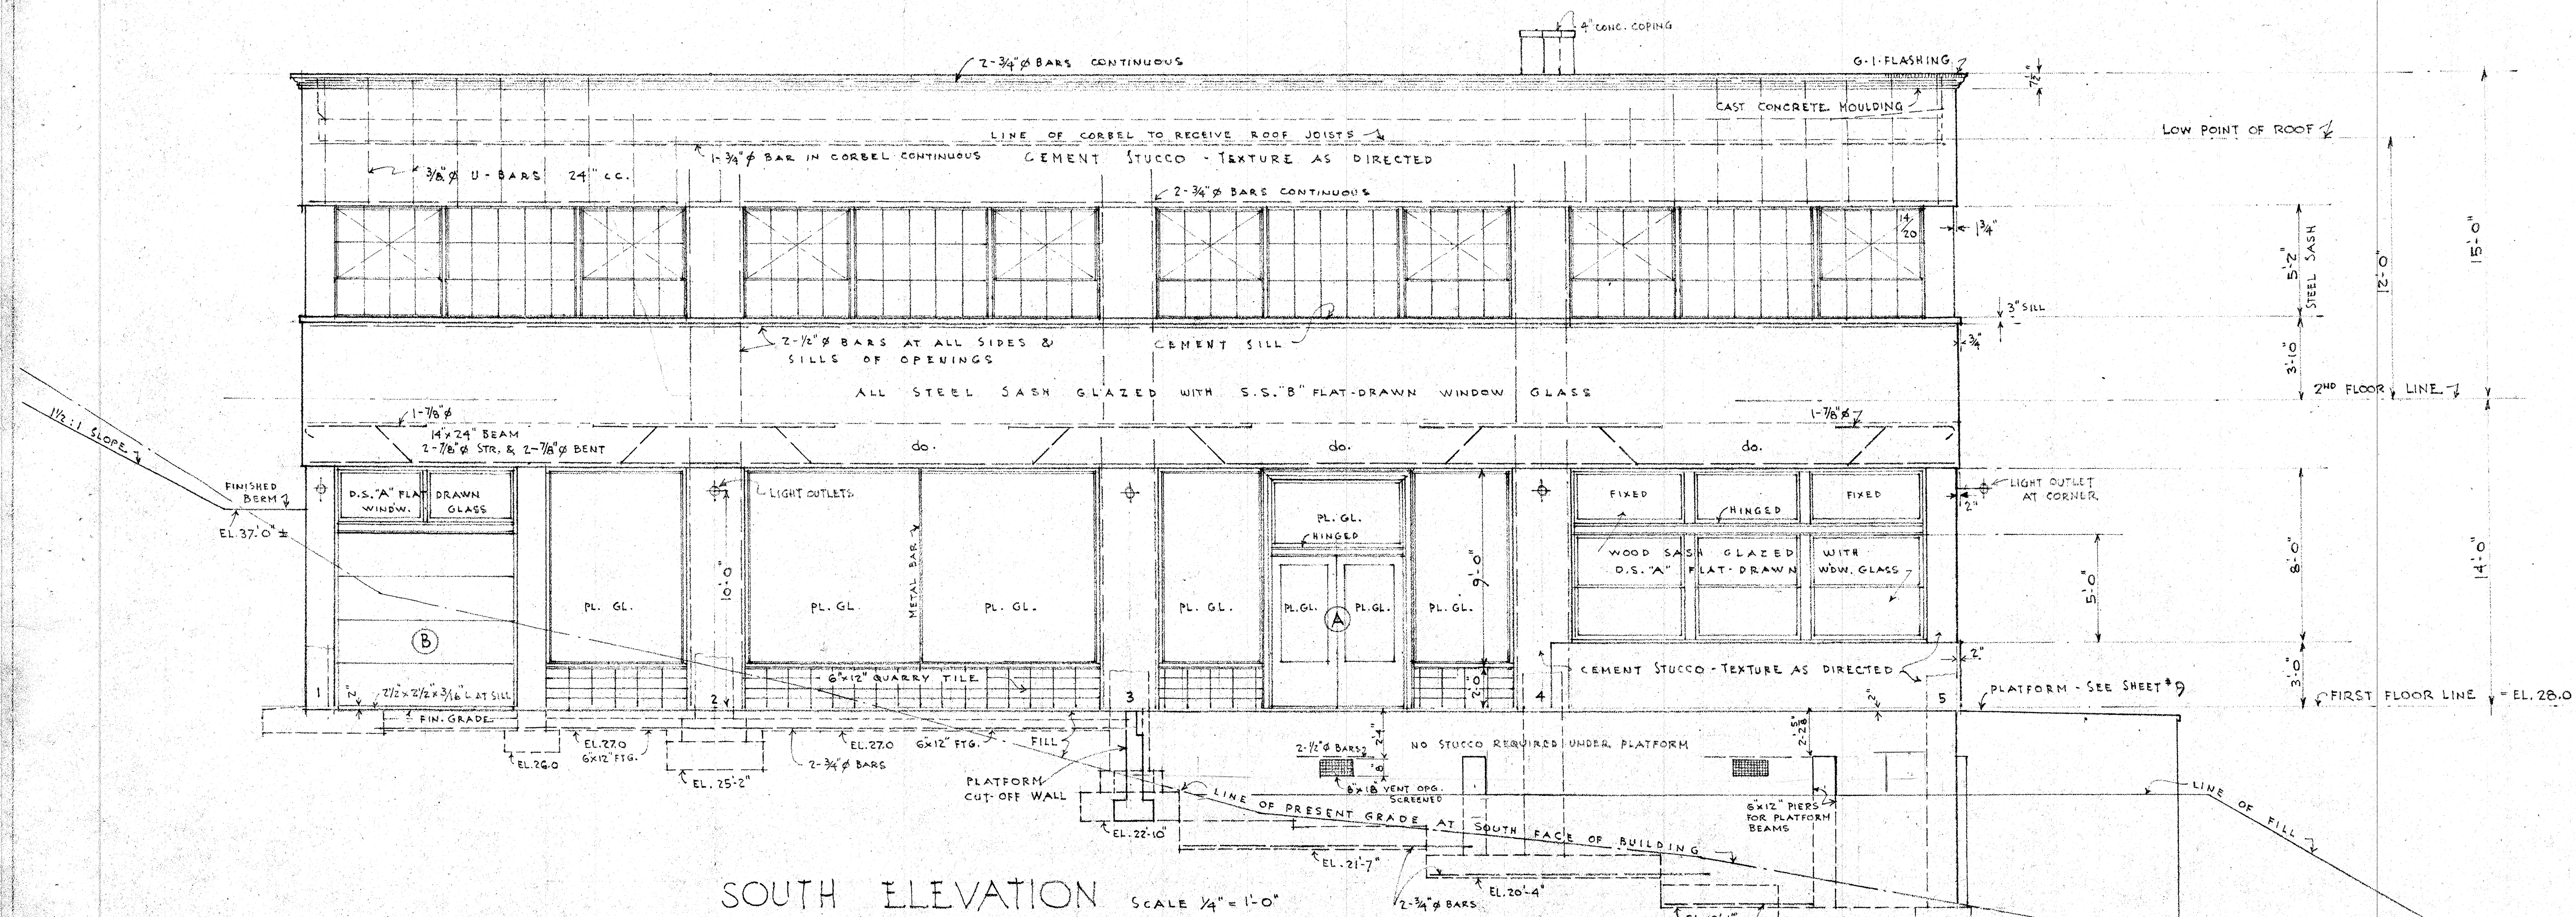 4" CONC. COPING
2-3/4"Ø BARS CONTINUOUS
G.I. FLASHING
7½"
CAST CONCRETE MOULDING
LINE OF CORBEL TO RECEIVE ROOF JOISTS
LOW POINT OF ROOF
1-3/4"Ø BAR IN CORBEL CONTINUOUS
CEMENT STUCCO - TEXTURE AS DIRECTED
3/8"Ø U-BARS 24" CC.
2-3/4"Ø BARS CONTINUOUS
14/20
1¾"
5'-2"
STEEL SASH
12'-0"
15'-0"
3" SILL
2-1/2"Ø BARS AT ALL SIDES &
SILLS OF OPENINGS
CEMENT SILL
3/4"
3'-10"
ALL STEEL SASH GLAZED WITH S.S. "B" FLAT-DRAWN WINDOW GLASS
2ND FLOOR LINE
1½:1 SLOPE
1-7/8"Ø
1-7/8"Ø
14"x24" BEAM
2-7/8"Ø STR. & 2-7/8"Ø BENT
do.
do.
do.
FINISHED
BERM
EL. 37'.0" ±
D.S. "A" FLAT DRAWN
WINDW. GLASS
LIGHT OUTLETS
LIGHT OUTLET
AT CORNER
2"
FIXED
HINGED
FIXED
PL. GL.
HINGED
WOOD SASH GLAZED WITH
D.S. "A" FLAT-DRAWN WDW. GLASS
METAL BAR
10'-0"
9'-0"
5'-0"
8'-0"
14'-0"
PL. GL.
PL. GL.
PL. GL.
PL. GL.
PL.GL.
PL.GL.
PL. GL.
A
B
6"x12" QUARRY TILE
2'-0"
CEMENT STUCCO - TEXTURE AS DIRECTED
2"
3'-0"
1
2"
2½"x2½"x3/16" L AT SILL
2
3
4
5
2"
PLATFORM - SEE SHEET #9
FIRST FLOOR LINE = EL. 28.0
FIN. GRADE
EL. 26.0
EL. 27.0
6"x12" FTG.
EL. 25'-2"
2-3/4"Ø BARS
EL. 27.0
6"x12" FTG.
FILL
PLATFORM
CUT-OFF WALL
EL. 22'-10"
2'-4"
2-1/2"Ø BARS
8"
8"x18" VENT OPG.
SCREENED
NO STUCCO REQUIRED UNDER PLATFORM
6"x12" PIERS
FOR PLATFORM
BEAMS
LINE OF PRESENT GRADE AT SOUTH FACE OF BUILDING
LINE OF FILL
EL. 21'-7"
EL. 20'-4"
2-3/4"Ø BARS
SOUTH ELEVATION SCALE 1/4" = 1'-0"